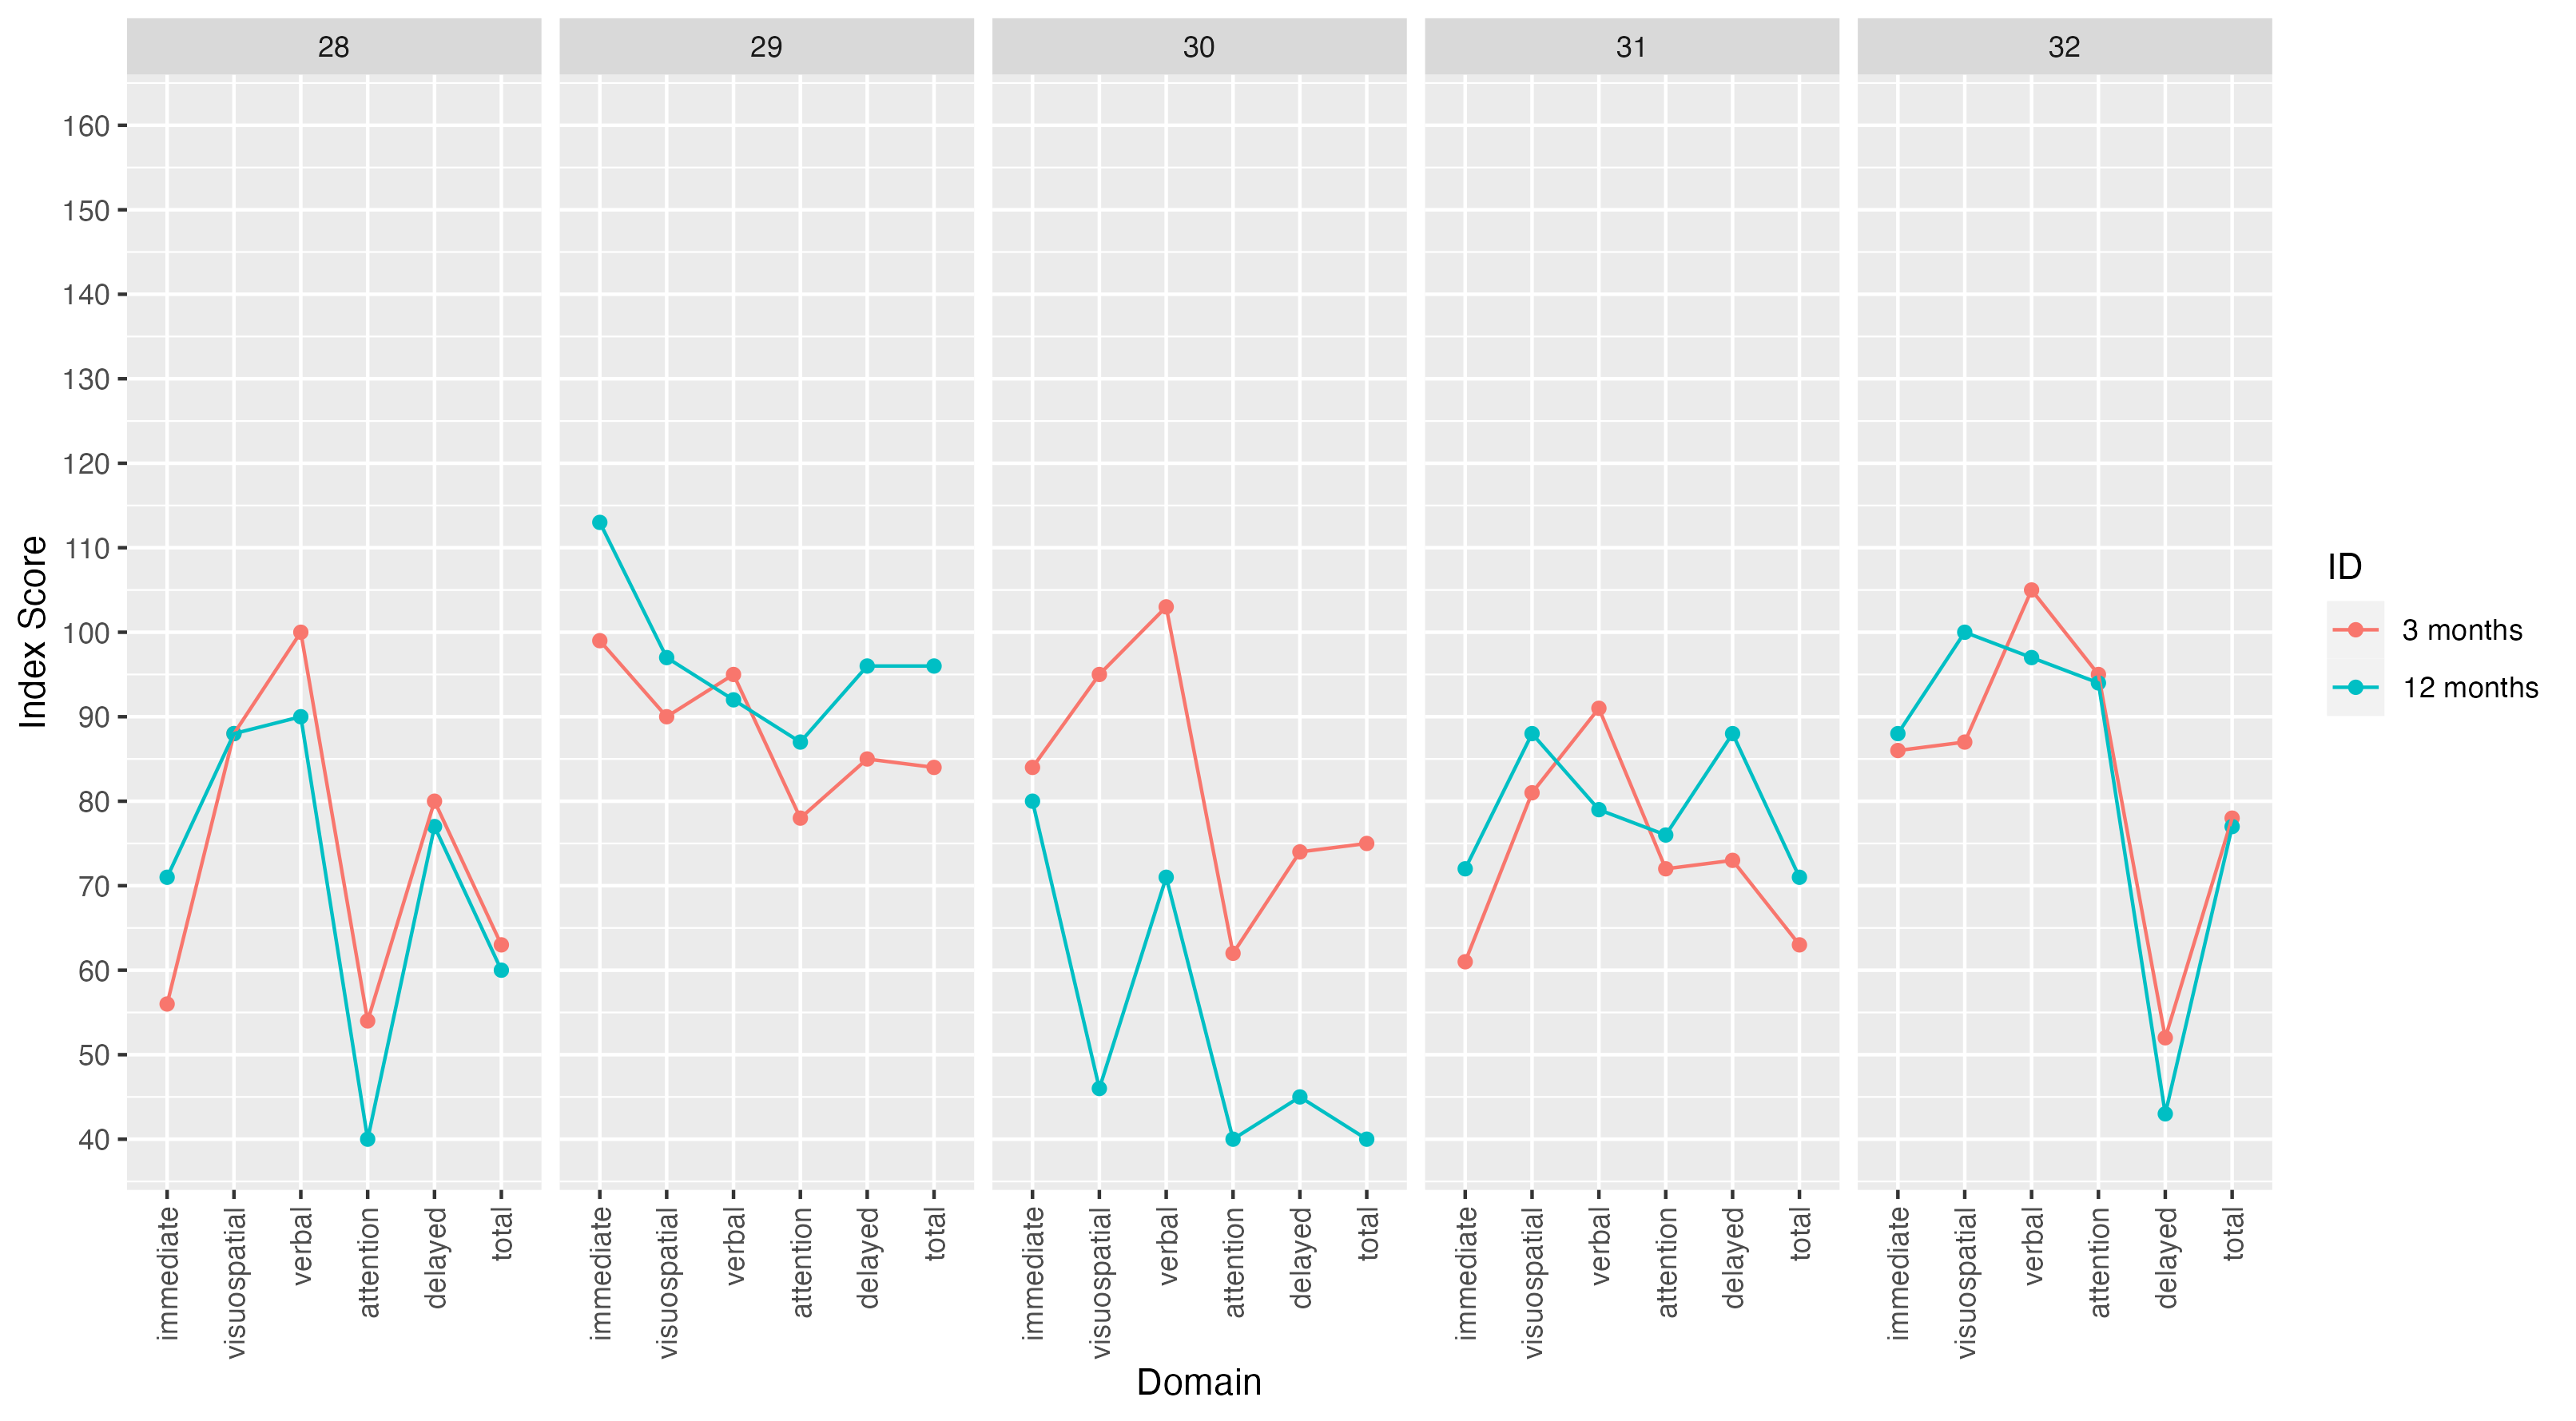 28 29 30 31 32
160
150
140
130
120
110
100
90
80
70
60
50
40
Index Score
immediate visuospatial verbal attention delayed total
immediate visuospatial verbal attention delayed total
immediate visuospatial verbal attention delayed total
immediate visuospatial verbal attention delayed total
immediate visuospatial verbal attention delayed total
Domain
ID
3 months
12 months